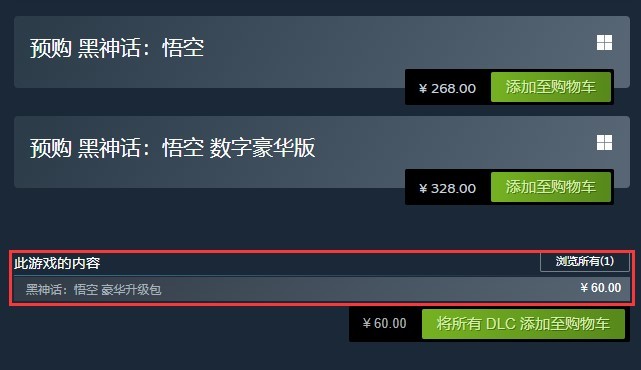 预购 黑神话：悟空
¥ 268.00 添加至购物车
预购 黑神话：悟空 数字豪华版
¥ 328.00 添加至购物车
此游戏的内容 浏览所有(1)
黑神话：悟空 豪华升级包 ¥ 60.00
¥ 60.00 将所有 DLC 添加至购物车